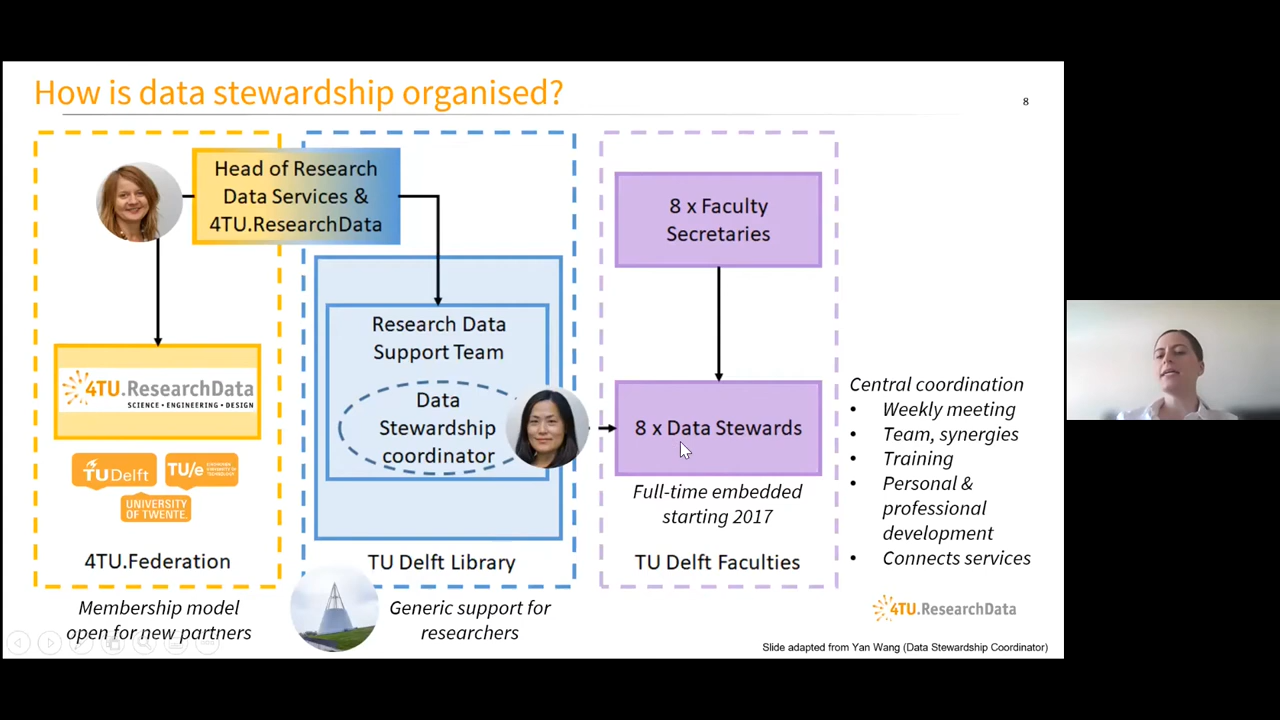 How is data stewardship organised?
8
Head of Research
Data Services &
4TU.ResearchData
4TU.ResearchData
SCIENCE • ENGINEERING • DESIGN
TU Delft
TU/e
UNIVERSITY
OF TWENTE.
4TU.Federation
Membership model
open for new partners
Research Data
Support Team
Data
Stewardship
coordinator
TU Delft Library
Generic support for
researchers
8 x Faculty
Secretaries
8 x Data Stewards
Full-time embedded
starting 2017
TU Delft Faculties
Central coordination
• Weekly meeting
• Team, synergies
• Training
• Personal &
professional
development
• Connects services
4TU.ResearchData
Slide adapted from Yan Wang (Data Stewardship Coordinator)